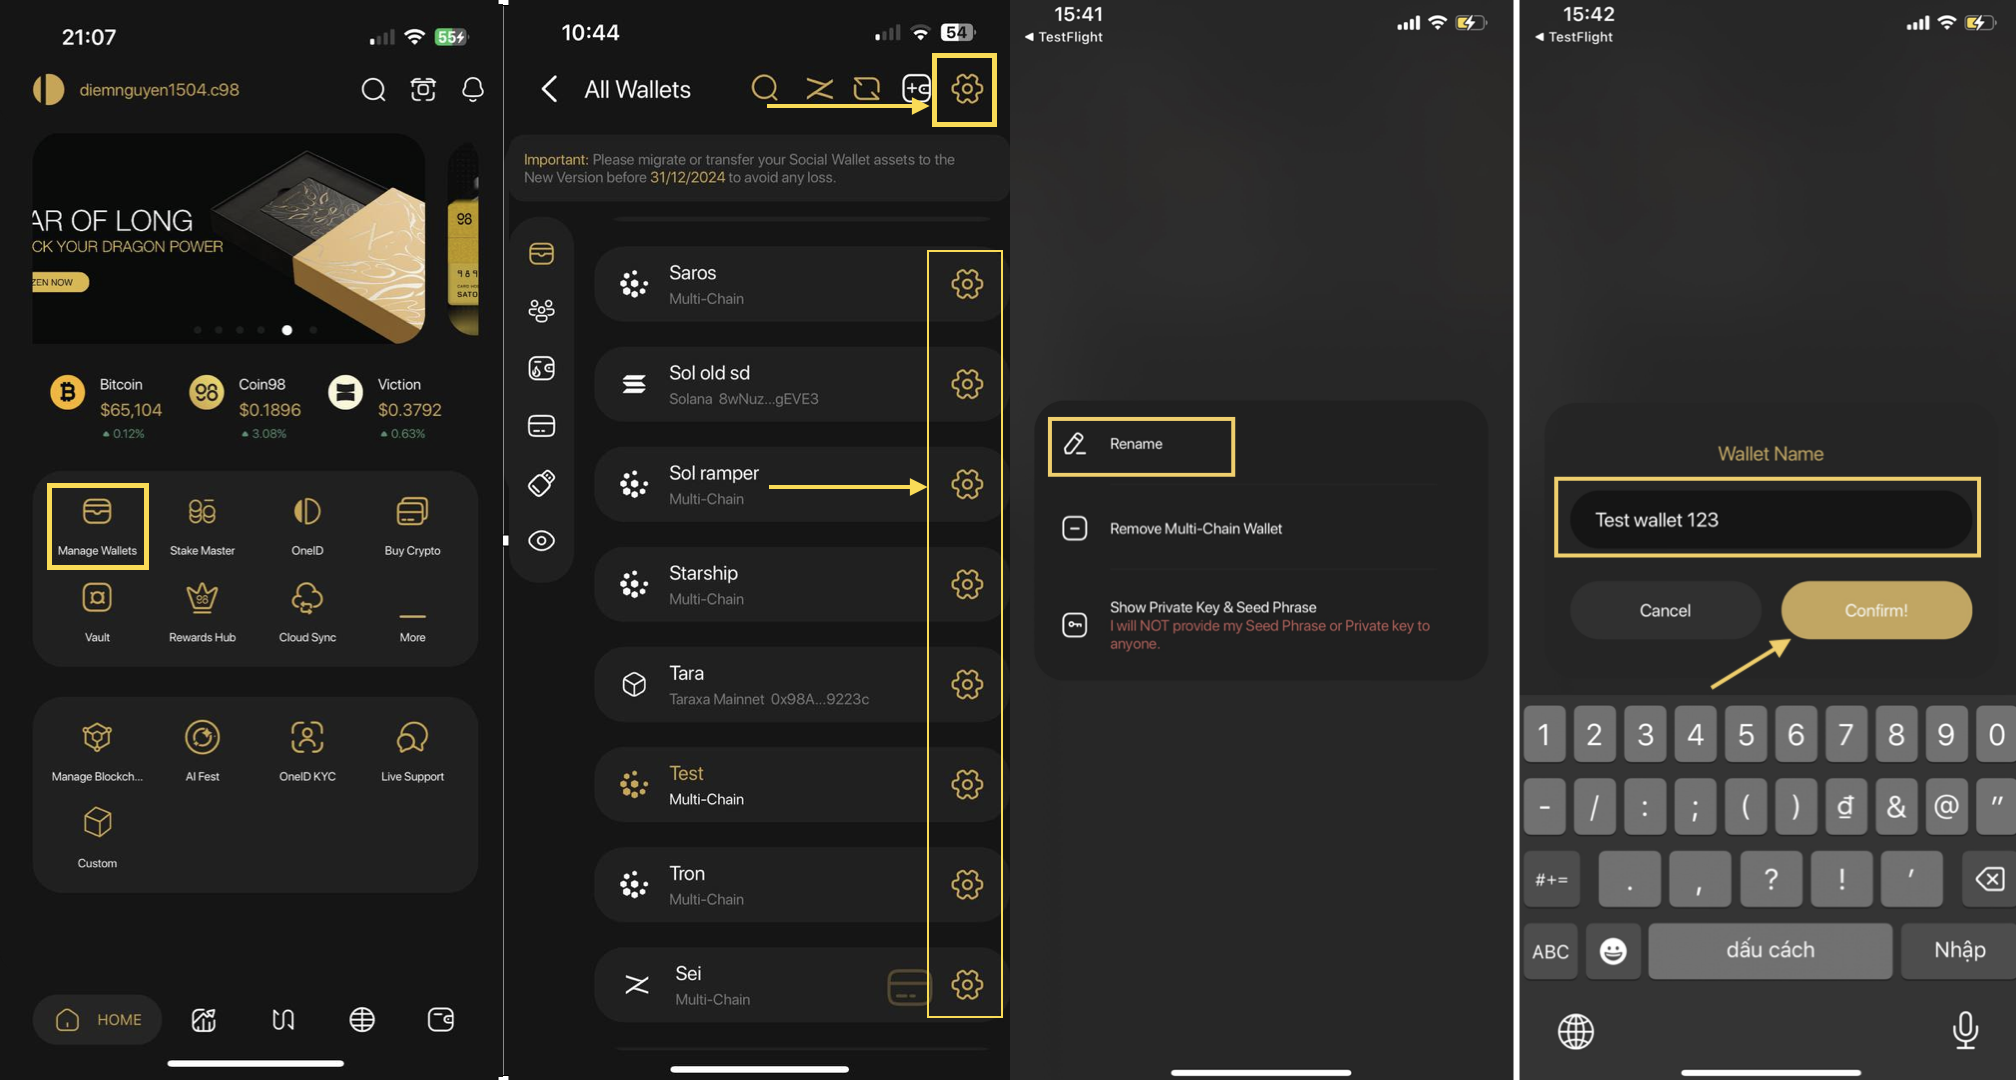 21:07
55
diemnguyen1504.c98
AR OF LONG
CK YOUR DRAGON POWER
ZEN NOW
98
Bitcoin
$65,104
0.12%
Coin98
$0.1896
3.08%
Viction
$0.3792
0.63%
Manage Wallets
Stake Master
OneID
Buy Crypto
Vault
Rewards Hub
Cloud Sync
More
Manage Blockch...
AI Fest
OneID KYC
Live Support
Custom
HOME
10:44
54
All Wallets
Important: Please migrate or transfer your Social Wallet assets to the
New Version before 31/12/2024 to avoid any loss.
Saros
Multi-Chain
Sol old sd
Solana 8wNuz...gEVE3
Sol ramper
Multi-Chain
Starship
Multi-Chain
Tara
Taraxa Mainnet 0x98A...9223c
Test
Multi-Chain
Tron
Multi-Chain
Sei
Multi-Chain
15:41
◀ TestFlight
Rename
Remove Multi-Chain Wallet
Show Private Key & Seed Phrase
I will NOT provide my Seed Phrase or Private key to
anyone.
15:42
◀ TestFlight
Wallet Name
Test wallet 123
Cancel
Confirm!
1 2 3 4 5 6 7 8 9 0
- / : ; ( ) ₫ & @ "
#+= . , ? ! '
ABC dấu cách Nhập